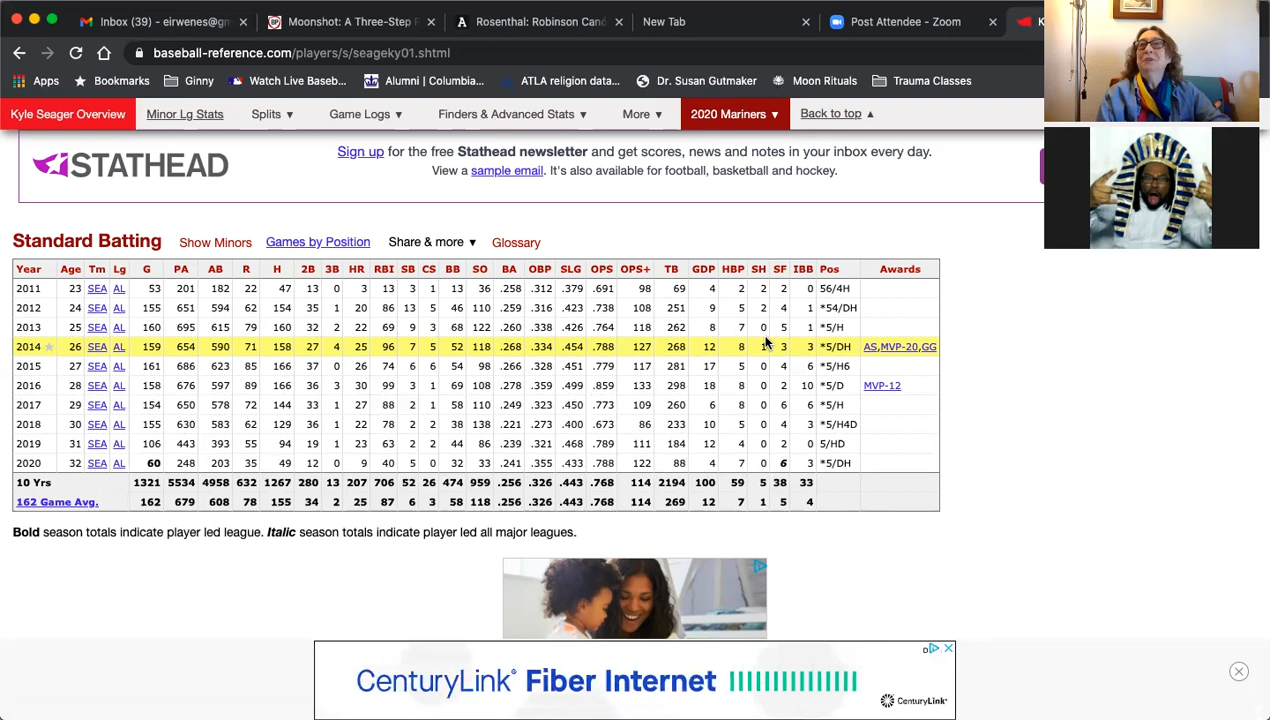 Inbox (39) - eirwenes@gm
Moonshot: A Three-Step F
Rosenthal: Robinson Canó
New Tab
Post Attendee - Zoom
K
baseball-reference.com/players/s/seageky01.shtml
Apps Bookmarks Ginny Watch Live Baseb... Alumni | Columbia... ATLA religion data... Dr. Susan Gutmaker Moon Rituals Trauma Classes
Kyle Seager Overview Minor Lg Stats Splits ▼ Game Logs ▼ Finders & Advanced Stats ▼ More ▼ 2020 Mariners ▼ Back to top ▲
STATHEAD
Sign up for the free Stathead newsletter and get scores, news and notes in your inbox every day.
View a sample email. It's also available for football, basketball and hockey.
Standard Batting Show Minors Games by Position Share & more ▼ Glossary
Year Age Tm Lg G PA AB R H 2B 3B HR RBI SB CS BB SO BA OBP SLG OPS OPS+ TB GDP HBP SH SF IBB Pos Awards
2011 23 SEA AL 53 201 182 22 47 13 0 3 13 3 1 13 36 .258 .312 .379 .691 98 69 4 2 2 2 0 56/4H
2012 24 SEA AL 155 651 594 62 154 35 1 20 86 13 5 46 110 .259 .316 .423 .738 108 251 9 5 2 4 1 *54/DH
2013 25 SEA AL 160 695 615 79 160 32 2 22 69 9 3 68 122 .260 .338 .426 .764 118 262 8 7 0 5 1 *5/H
2014 26 SEA AL 159 654 590 71 158 27 4 25 96 7 5 52 118 .268 .334 .454 .788 127 268 12 8 1 3 3 *5/DH AS,MVP-20,GG
2015 27 SEA AL 161 686 623 85 166 37 0 26 74 6 6 54 98 .266 .328 .451 .779 117 281 17 5 0 4 6 *5/H6
2016 28 SEA AL 158 676 597 89 166 36 3 30 99 3 1 69 108 .278 .359 .499 .859 133 298 18 8 0 2 10 *5/D MVP-12
2017 29 SEA AL 154 650 578 72 144 33 1 27 88 2 1 58 110 .249 .323 .450 .773 109 260 6 8 0 6 6 *5/H
2018 30 SEA AL 155 630 583 62 129 36 1 22 78 2 2 38 138 .221 .273 .400 .673 86 233 10 5 0 4 3 *5/H4D
2019 31 SEA AL 106 443 393 55 94 19 1 23 63 2 2 44 86 .239 .321 .468 .789 111 184 12 4 0 2 0 5/HD
2020 32 SEA AL 60 248 203 35 49 12 0 9 40 5 0 32 33 .241 .355 .433 .788 122 88 4 7 0 6 3 *5/DH
10 Yrs 1321 5534 4958 632 1267 280 13 207 706 52 26 474 959 .256 .326 .443 .768 114 2194 100 59 5 38 33
162 Game Avg. 162 679 608 78 155 34 2 25 87 6 3 58 118 .256 .326 .443 .768 114 269 12 7 1 5 4
Bold season totals indicate player led league. Italic season totals indicate player led all major leagues.
CenturyLink® Fiber Internet
CenturyLink®